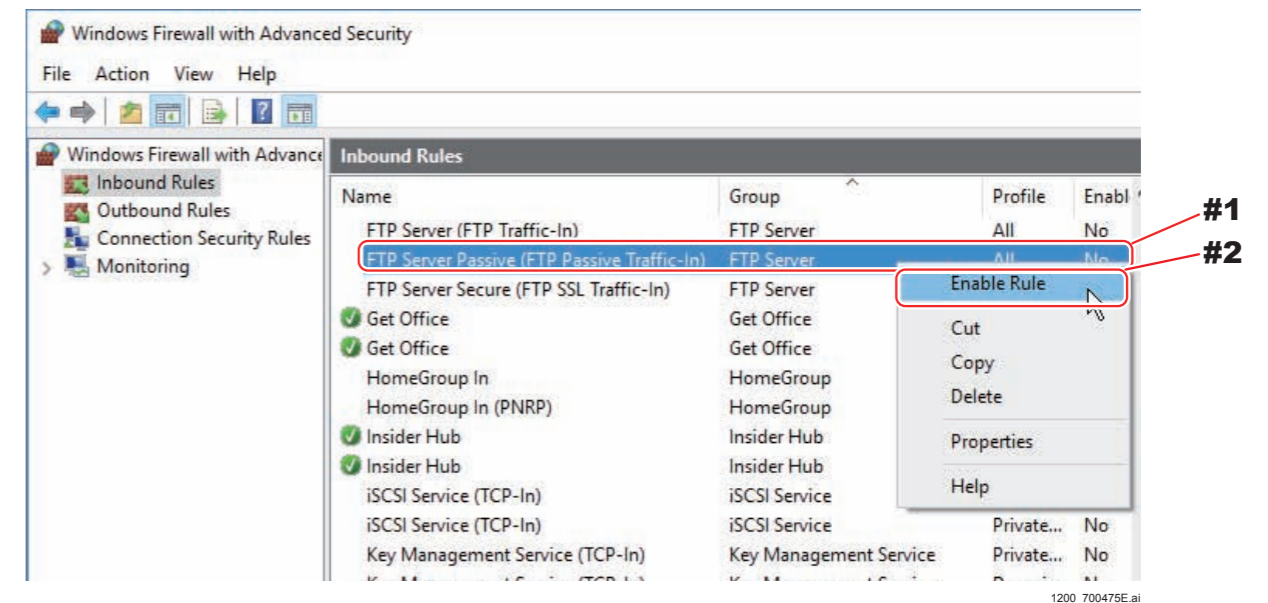 Windows Firewall with Advanced Security
File Action View Help
Windows Firewall with Advance
Inbound Rules
Outbound Rules
Connection Security Rules
Monitoring
Inbound Rules
Name Group Profile Enabl
FTP Server (FTP Traffic-In) FTP Server All No
FTP Server Passive (FTP Passive Traffic-In) FTP Server All No
FTP Server Secure (FTP SSL Traffic-In) FTP Server
Get Office Get Office
Get Office Get Office
HomeGroup In HomeGroup
HomeGroup In (PNRP) HomeGroup
Insider Hub Insider Hub
Insider Hub Insider Hub
iSCSI Service (TCP-In) iSCSI Service
iSCSI Service (TCP-In) iSCSI Service Private... No
Key Management Service (TCP-In) Key Management Service Private... No
Enable Rule
Cut
Copy
Delete
Properties
Help
#1
#2
1200_700475E.ai